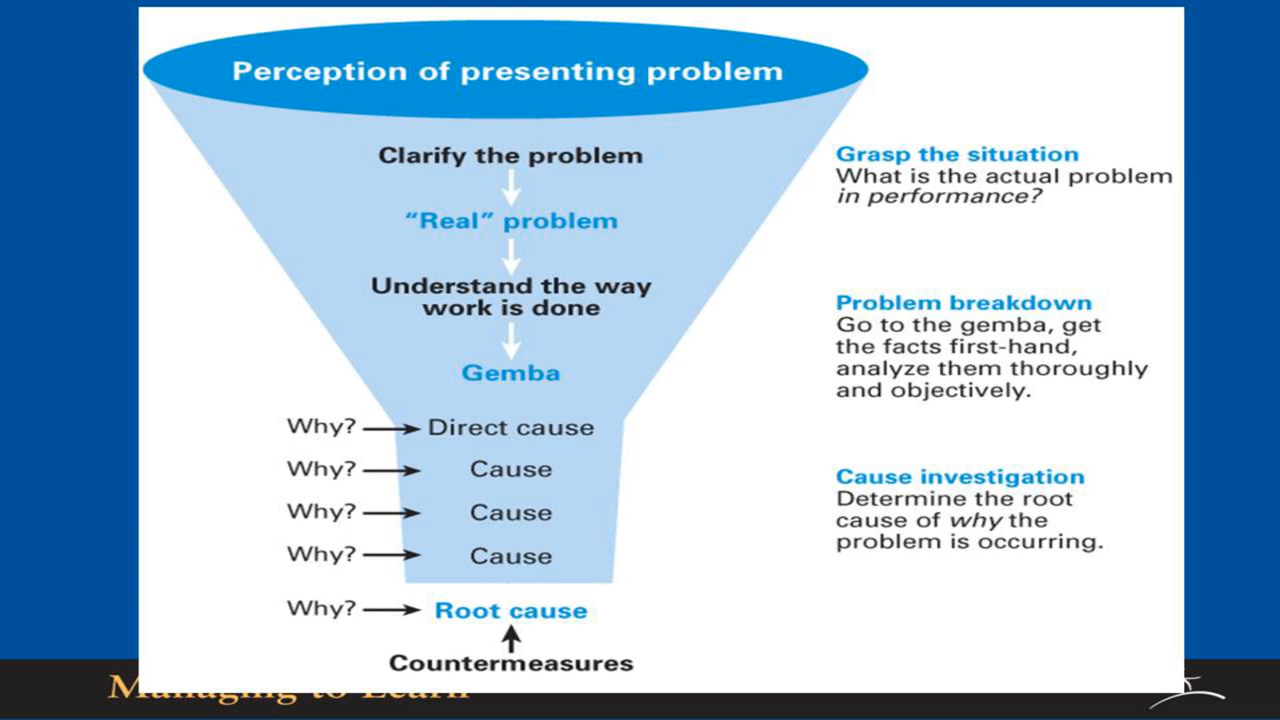 Perception of presenting problem
Clarify the problem
“Real” problem
Understand the way
work is done
Gemba
Why? Direct cause
Why? Cause
Why? Cause
Why? Cause
Why? Root cause
Countermeasures
Grasp the situation
What is the actual problem
in performance?
Problem breakdown
Go to the gemba, get
the facts first-hand,
analyze them thoroughly
and objectively.
Cause investigation
Determine the root
cause of why the
problem is occurring.
Managing to Learn